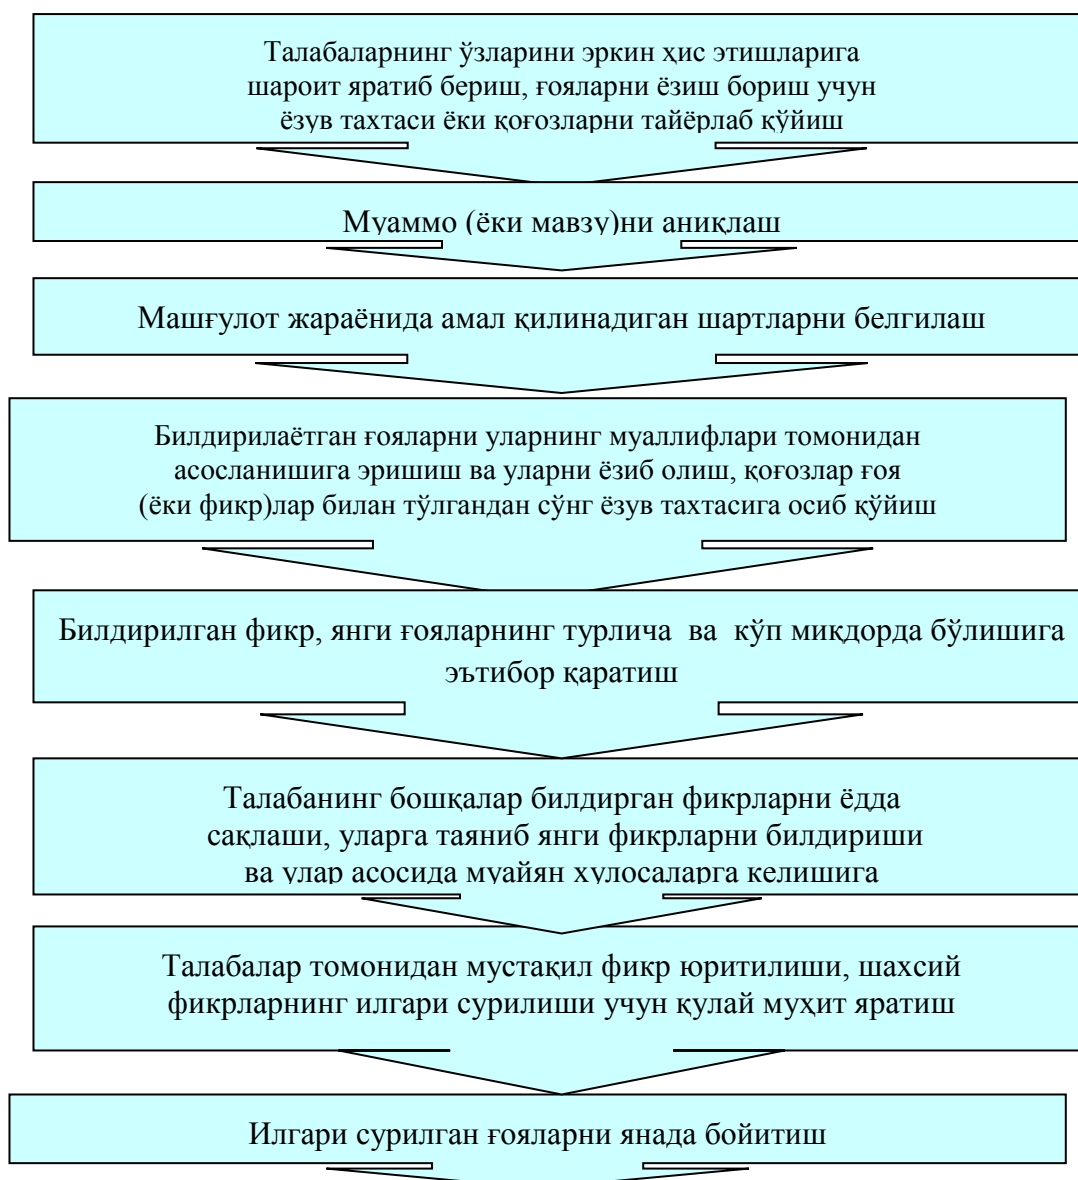 Талабаларнинг ўзларини эркин ҳис этишларига
шароит яратиб бериш, ғояларни ёзиш бориш учун
ёзув тахтаси ёки қоғозларни тайёрлаб қўйиш
Муаммо (ёки мавзу)ни аниқлаш
Машғулот жараёнида амал қилинадиган шартларни белгилаш
Билдирилаётган ғояларни уларнинг муаллифлари томонидан
асосланишига эришиш ва уларни ёзиб олиш, қоғозлар ғоя
(ёки фикр)лар билан тўлгандан сўнг ёзув тахтасига осиб қўйиш
Билдирилган фикр, янги ғояларнинг турлича ва кўп миқдорда бўлишига
эътибор қаратиш
Талабанинг бошқалар билдирган фикрларни ёдда
сақлаши, уларга таяниб янги фикрларни билдириши
ва улар асосида муайян хулосаларга келишига
Талабалар томонидан мустақил фикр юритилиши, шахсий
фикрларнинг илгари сурилиши учун қулай муҳит яратиш
Илгари сурилган ғояларни янада бойитиш